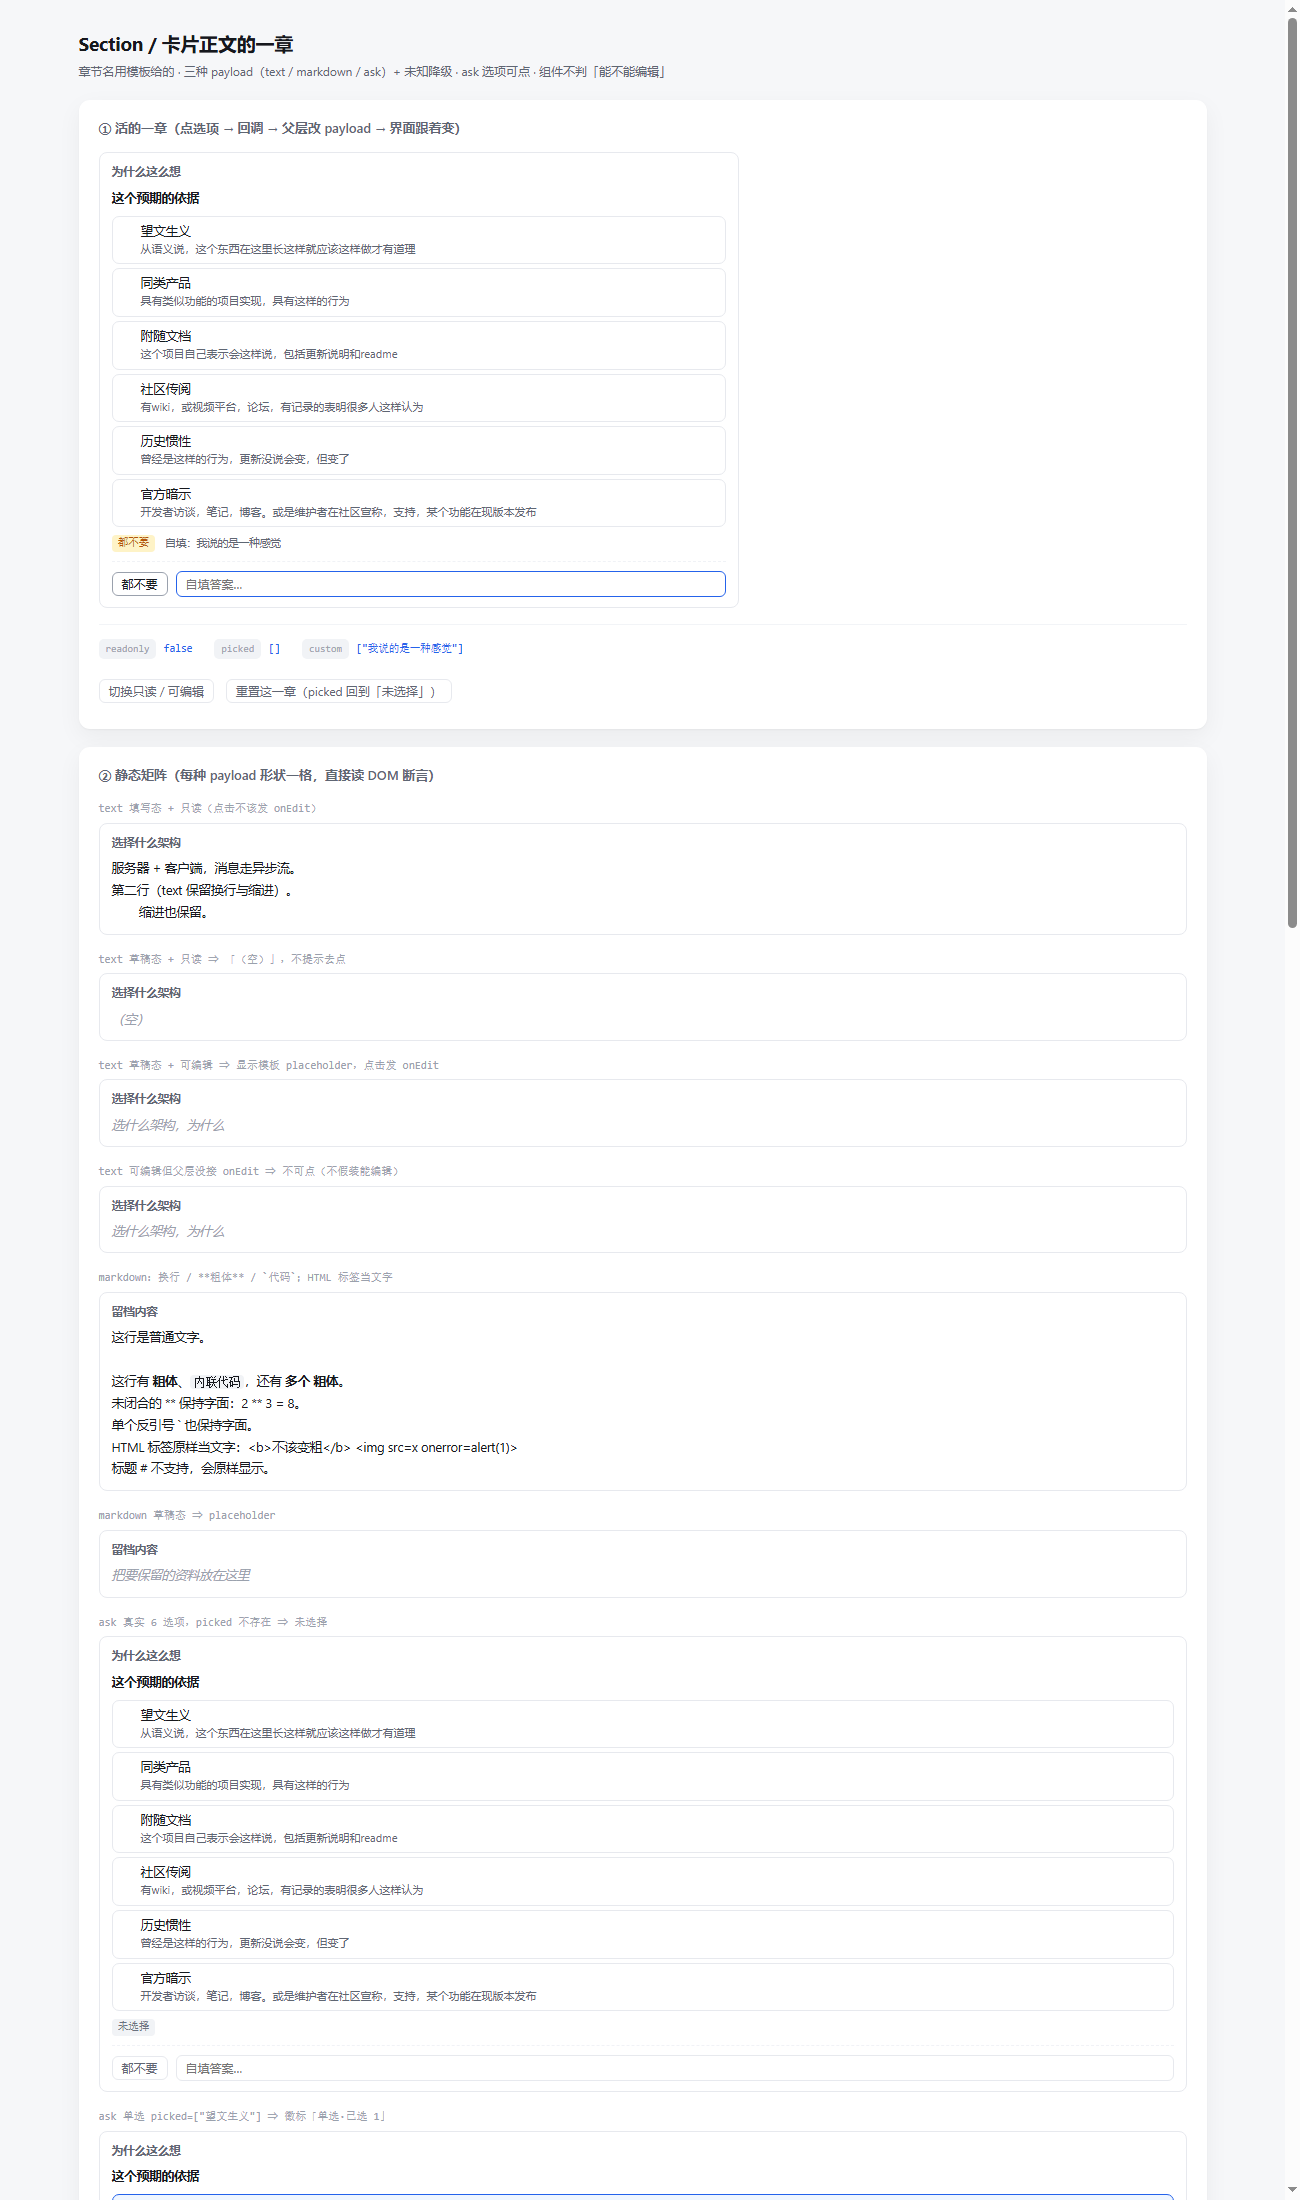 Section / 卡片正文的一章
章节名用模板给的 · 三种 payload（text / markdown / ask）+ 未知降级 · ask 选项可点 · 组件不判「能不能编辑」
① 活的一章（点选项 → 回调 → 父层改 payload → 界面跟着变）
为什么这么想
这个预期的依据
望文生义
从语义说，这个东西在这里长这样就应该这样做才有道理
同类产品
具有类似功能的项目实现，具有这样的行为
附随文档
这个项目自己表示会这样说，包括更新说明和readme
社区传阅
有wiki，或视频平台，论坛，有记录的表明很多人这样认为
历史惯性
曾经是这样的行为，更新没说会变，但变了
官方暗示
开发者访谈，笔记，博客。或是维护者在社区宣称，支持，某个功能在现版本发布
都不要 自填：我说的是一种感觉
都不要 自填答案...
readonly false picked [] custom ["我说的是一种感觉"]
切换只读 / 可编辑 重置这一章（picked 回到「未选择」）
② 静态矩阵（每种 payload 形状一格，直接读 DOM 断言）
text 填写态 + 只读（点击不该发 onEdit）
选择什么架构
服务器 + 客户端，消息走异步流。
第二行（text 保留换行与缩进）。
缩进也保留。
text 草稿态 + 只读 ⇒ 「（空）」，不提示去点
选择什么架构
（空）
text 草稿态 + 可编辑 ⇒ 显示模板 placeholder，点击发 onEdit
选择什么架构
选什么架构，为什么
text 可编辑但父层没接 onEdit ⇒ 不可点（不假装能编辑）
选择什么架构
选什么架构，为什么
markdown：换行 / **粗体** / `代码`；HTML 标签当文字
留档内容
这行是普通文字。
这行有 粗体、 内联代码 ，还有 多个 粗体。
未闭合的 ** 保持字面：2 ** 3 = 8。
单个反引号 ` 也保持字面。
HTML 标签原样当文字：<b>不该变粗</b> <img src=x onerror=alert(1)>
标题 # 不支持，会原样显示。
markdown 草稿态 ⇒ placeholder
留档内容
把要保留的资料放在这里
ask 真实 6 选项，picked 不存在 ⇒ 未选择
为什么这么想
这个预期的依据
望文生义
从语义说，这个东西在这里长这样就应该这样做才有道理
同类产品
具有类似功能的项目实现，具有这样的行为
附随文档
这个项目自己表示会这样说，包括更新说明和readme
社区传阅
有wiki，或视频平台，论坛，有记录的表明很多人这样认为
历史惯性
曾经是这样的行为，更新没说会变，但变了
官方暗示
开发者访谈，笔记，博客。或是维护者在社区宣称，支持，某个功能在现版本发布
未选择
都不要 自填答案...
ask 单选 picked=["望文生义"] ⇒ 徽标「单选·已选 1」
为什么这么想
这个预期的依据